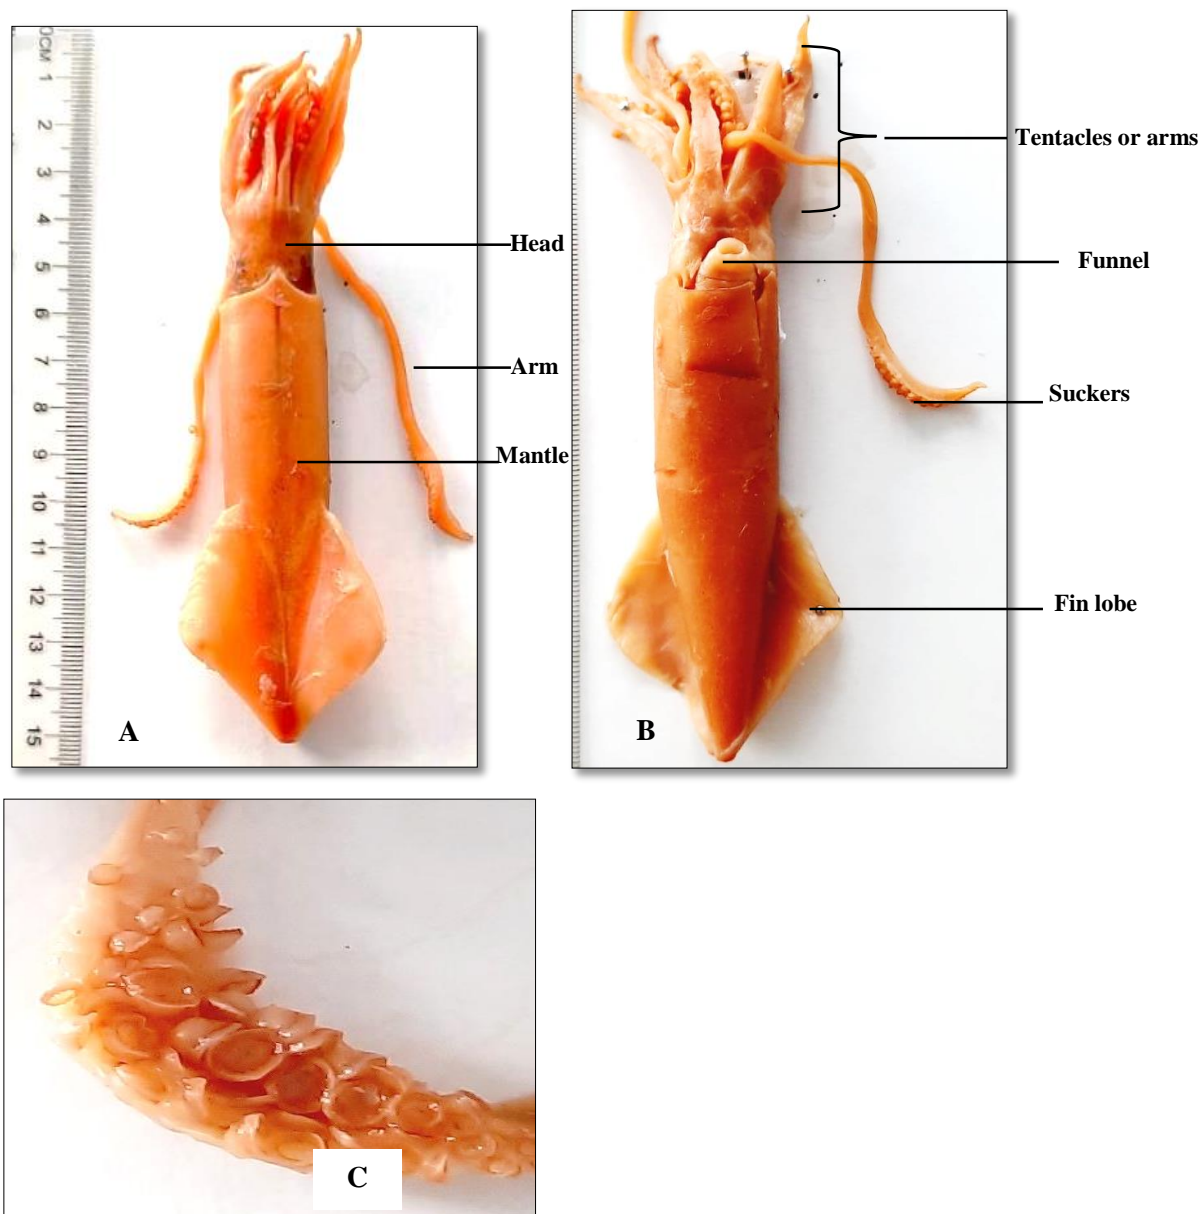 0CM 1 2 3 4 5 6 7 8 9 10 11 12 13 14 15
Head
Arm
Mantle
A
Tentacles or arms
Funnel
Suckers
Fin lobe
B
C